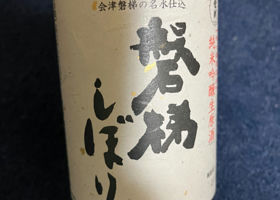 会津磐梯の名水仕込
純米吟醸生原酒
磐梯
しぼり